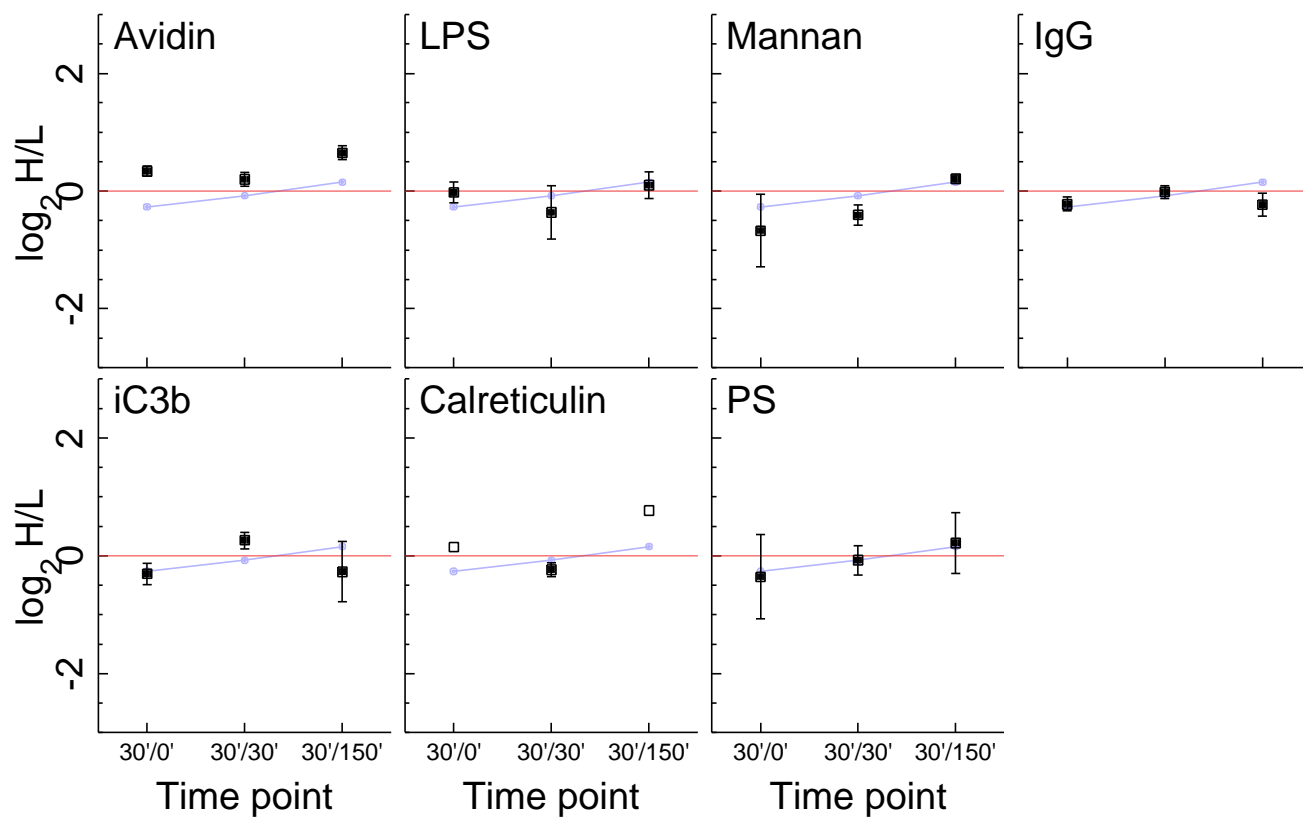 Avidin LPS Mannan IgG
2
0
-2
log2 H/L
iC3b Calreticulin PS
2
0
-2
log2 H/L
30'/0' 30'/30' 30'/150' 30'/0' 30'/30' 30'/150' 30'/0' 30'/30' 30'/150'
Time point Time point Time point